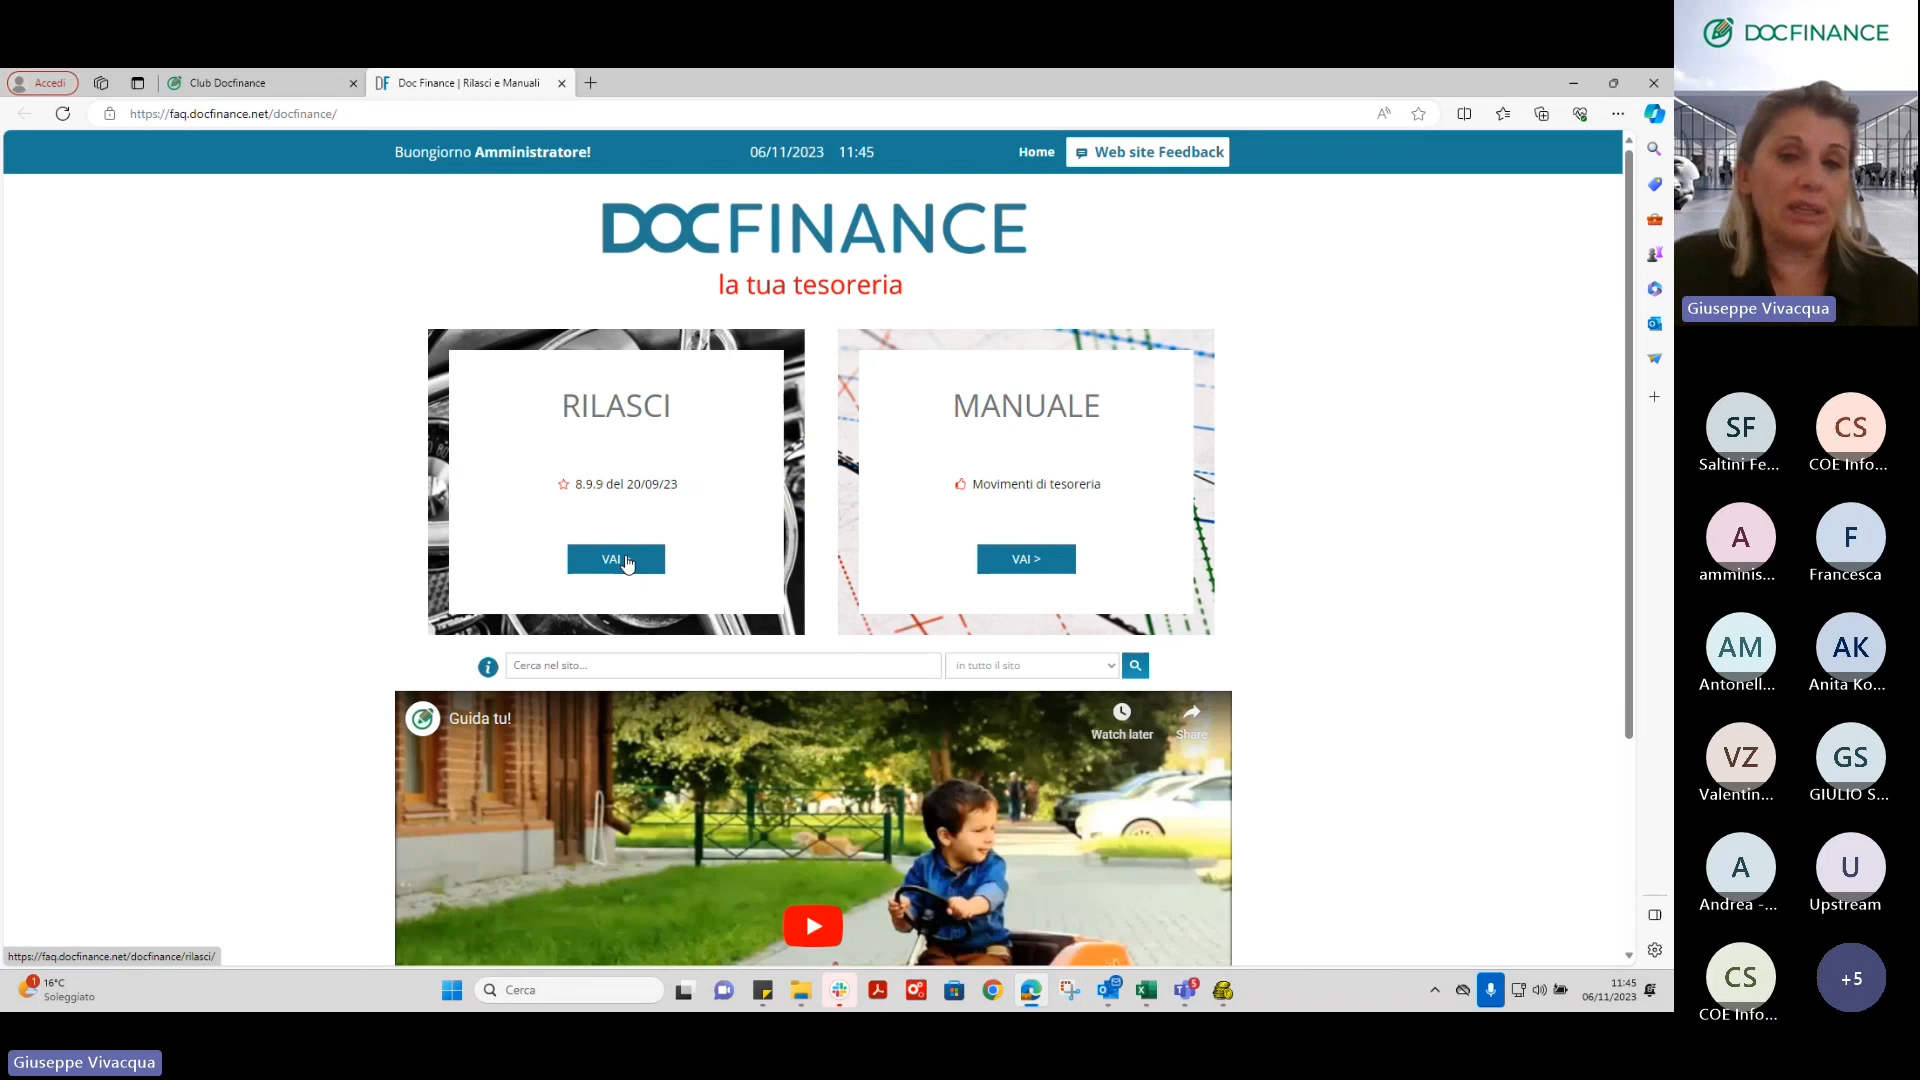 DOCFINANCE
Accedi
Club Docfinance
DF Doc Finance | Rilasci e Manuali
https://faq.docfinance.net/docfinance/
Buongiorno Amministratore!
06/11/2023 11:45
Home
Web site Feedback
DOCFINANCE
la tua tesoreria
RILASCI
8.9.9 del 20/09/23
VAI
MANUALE
Movimenti di tesoreria
VAI >
Cerca nel sito...
in tutto il sito
Guida tu!
Watch later
Share
https://faq.docfinance.net/docfinance/rilasci/
1
16°C
Soleggiato
Cerca
5
11:45
06/11/2023
Giuseppe Vivacqua
Giuseppe Vivacqua
SF
Saltini Fe...
CS
COE Info...
A
amminis...
F
Francesca
AM
Antonell...
AK
Anita Ko...
VZ
Valentin...
GS
GIULIO S...
A
Andrea -...
U
Upstream
CS
COE Info...
+5